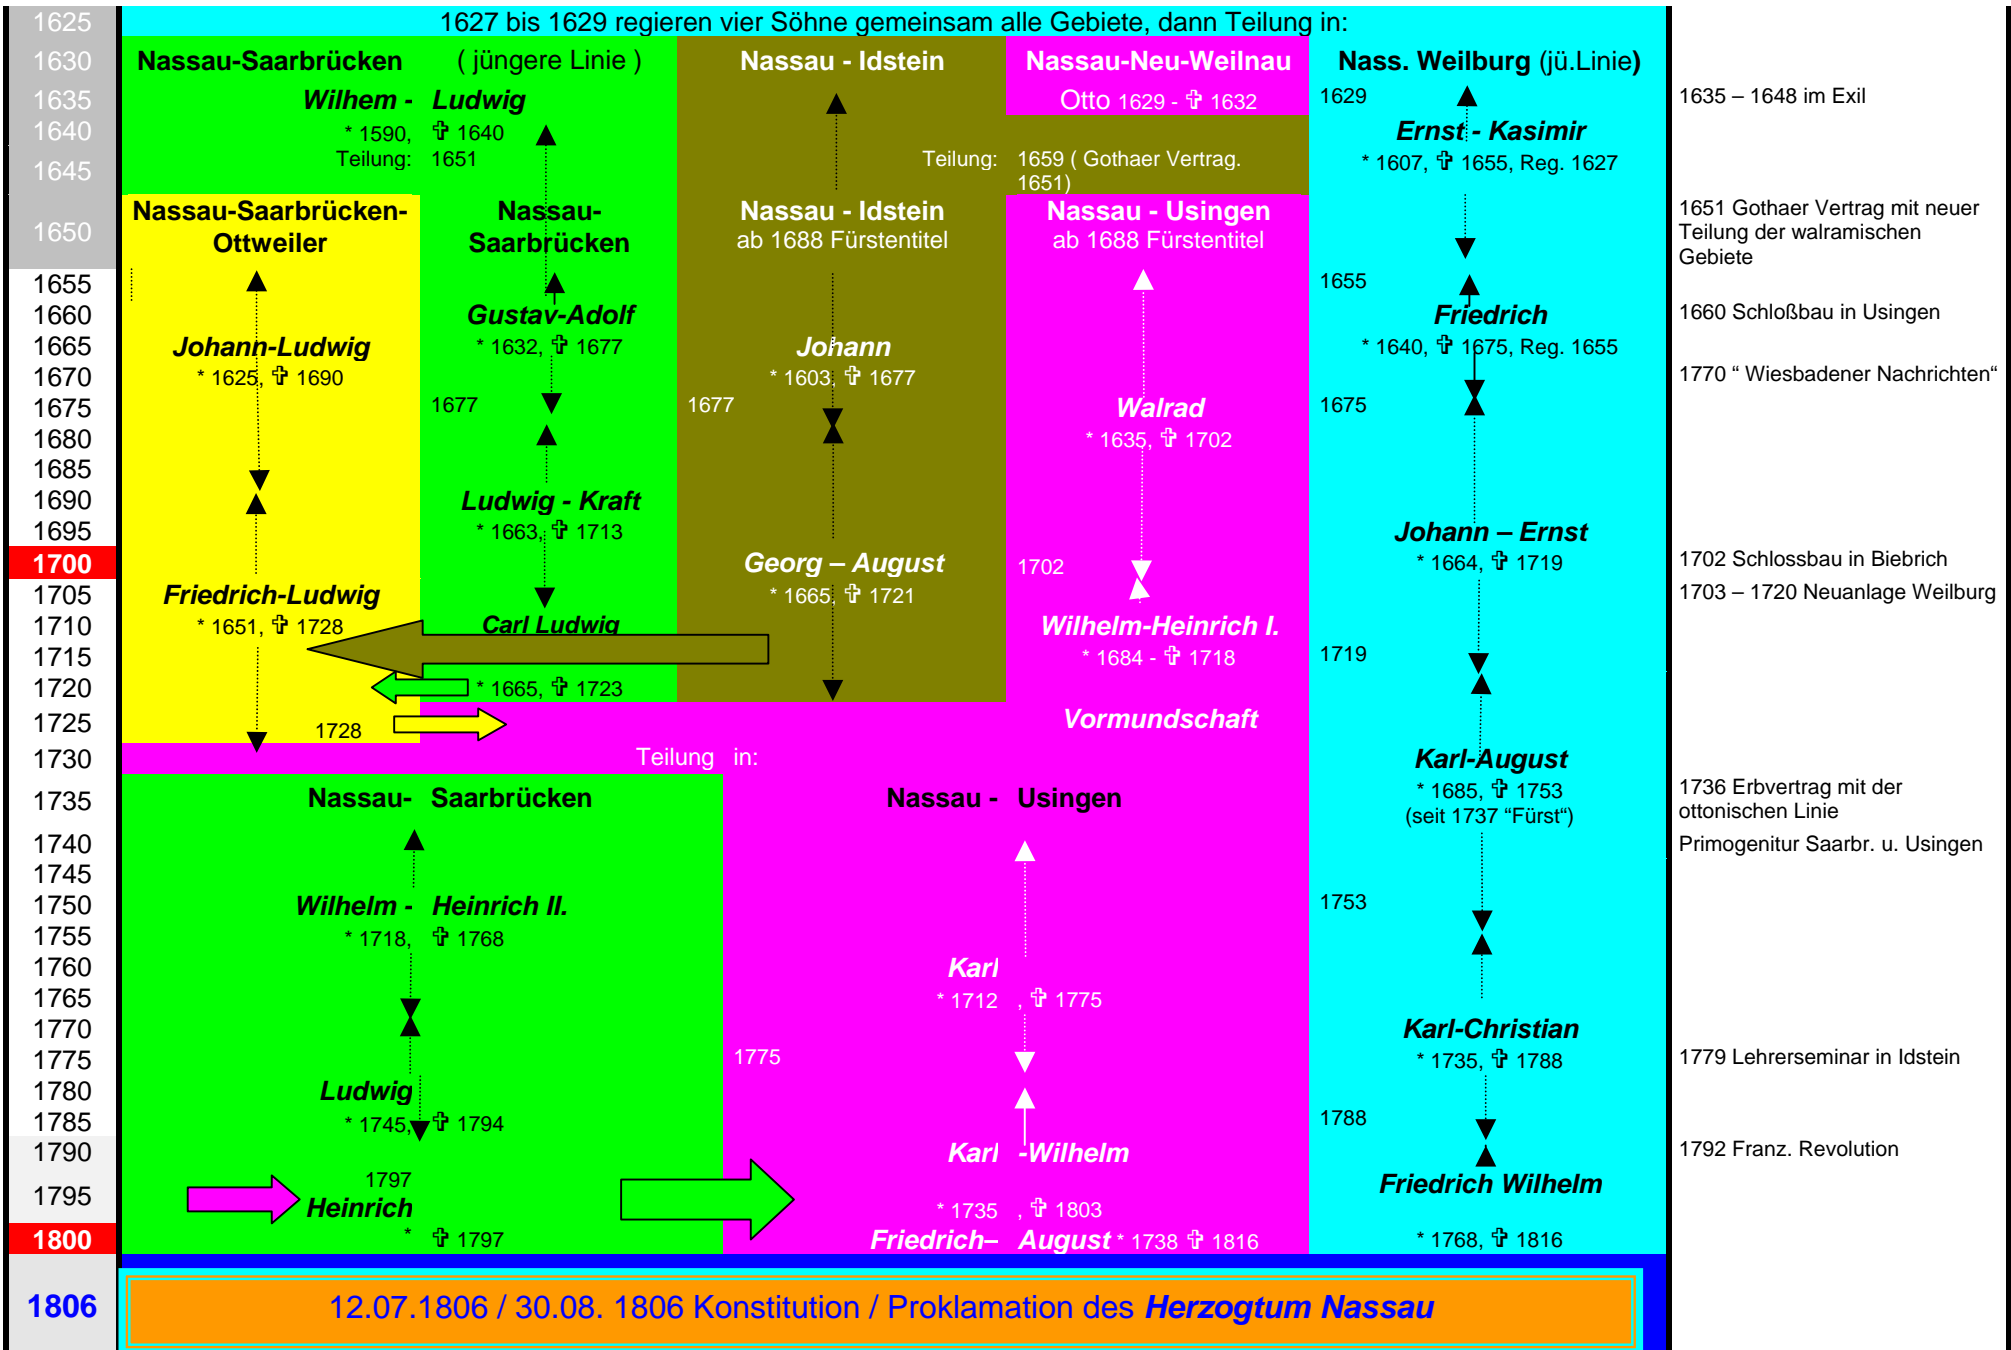 1625
1627 bis 1629 regieren vier Söhne gemeinsam alle Gebiete, dann Teilung in:
1630
Nassau-Saarbrücken ( jüngere Linie )
Nassau - Idstein
Nassau-Neu-Weilnau
Nass. Weilburg (jü.Linie)
1635
Wilhem - Ludwig
Otto 1629 - ✞ 1632
1629
1635 – 1648 im Exil
1640
* 1590, ✞ 1640
Ernst - Kasimir
1645
Teilung: 1651
Teilung: 1659 ( Gothaer Vertrag.
1651)
* 1607, ✞ 1655, Reg. 1627
1650
Nassau-Saarbrücken-
Ottweiler
Nassau-
Saarbrücken
Nassau - Idstein
ab 1688 Fürstentitel
Nassau - Usingen
ab 1688 Fürstentitel
1651 Gothaer Vertrag mit neuer
Teilung der walramischen
Gebiete
1655
1655
1660
Gustav-Adolf
Friedrich
1660 Schloßbau in Usingen
1665
Johann-Ludwig
* 1632, ✞ 1677
Johann
* 1640, ✞ 1675, Reg. 1655
1670
* 1625, ✞ 1690
* 1603, ✞ 1677
1770 “ Wiesbadener Nachrichten“
1675
1677
1677
Walrad
1675
1680
* 1635, ✞ 1702
1685
1690
Ludwig - Kraft
1695
* 1663, ✞ 1713
Johann – Ernst
1700
Georg – August
1702
* 1664, ✞ 1719
1702 Schlossbau in Biebrich
1705
Friedrich-Ludwig
* 1665, ✞ 1721
1703 – 1720 Neuanlage Weilburg
1710
* 1651, ✞ 1728
Carl Ludwig
Wilhelm-Heinrich I.
1715
* 1684 - ✞ 1718
1719
1720
* 1665, ✞ 1723
1725
1728
Vormundschaft
1730
Teilung in:
Karl-August
1735
Nassau- Saarbrücken
Nassau - Usingen
* 1685, ✞ 1753
(seit 1737 “Fürst“)
1736 Erbvertrag mit der
ottonischen Linie
1740
Primogenitur Saarbr. u. Usingen
1745
1750
Wilhelm - Heinrich II.
1753
1755
* 1718, ✞ 1768
1760
Karl
1765
* 1712 , ✞ 1775
1770
Karl-Christian
1775
1775
* 1735, ✞ 1788
1779 Lehrerseminar in Idstein
1780
Ludwig
1785
* 1745, ✞ 1794
1788
1790
Karl -Wilhelm
1792 Franz. Revolution
1795
1797
Heinrich
* 1735 , ✞ 1803
Friedrich Wilhelm
1800
* ✞ 1797
Friedrich– August * 1738 ✞ 1816
* 1768, ✞ 1816
1806
12.07.1806 / 30.08. 1806 Konstitution / Proklamation des Herzogtum Nassau